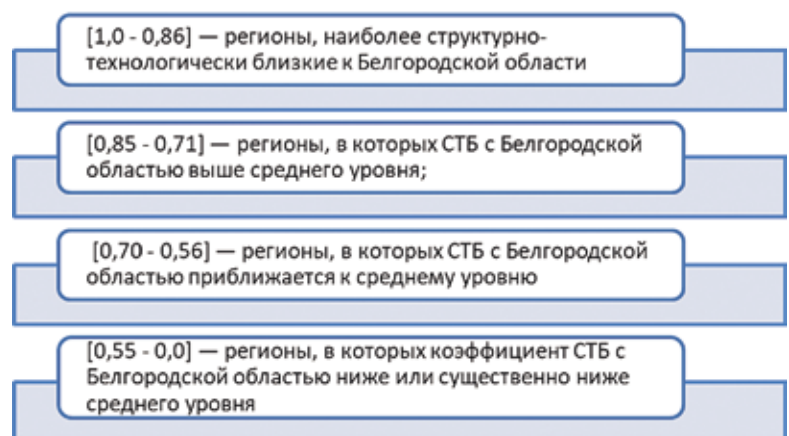 [1,0 - 0,86] — регионы, наиболее структурно-
технологически близкие к Белгородской области
[0,85 - 0,71] — регионы, в которых СТБ с Белгородской
областью выше среднего уровня;
[0,70 - 0,56] — регионы, в которых СТБ с Белгородской
областью приближается к среднему уровню
[0,55 - 0,0] — регионы, в которых коэффициент СТБ с
Белгородской областью ниже или существенно ниже
среднего уровня